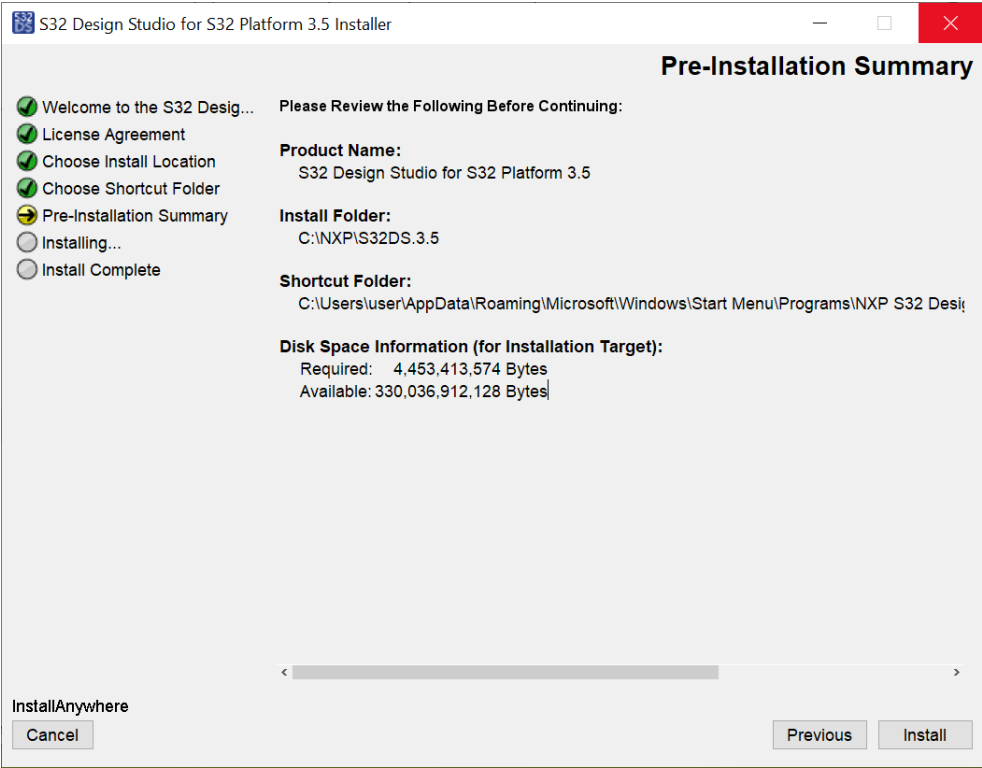 S32 Design Studio for S32 Platform 3.5 Installer
Pre-Installation Summary
Welcome to the S32 Desig...
License Agreement
Choose Install Location
Choose Shortcut Folder
Pre-Installation Summary
Installing...
Install Complete
Please Review the Following Before Continuing:
Product Name:
S32 Design Studio for S32 Platform 3.5
Install Folder:
C:\NXP\S32DS.3.5
Shortcut Folder:
C:\Users\user\AppData\Roaming\Microsoft\Windows\Start Menu\Programs\NXP S32 Desig
Disk Space Information (for Installation Target):
Required: 4,453,413,574 Bytes
Available: 330,036,912,128 Bytes
InstallAnywhere
Cancel
Previous
Install